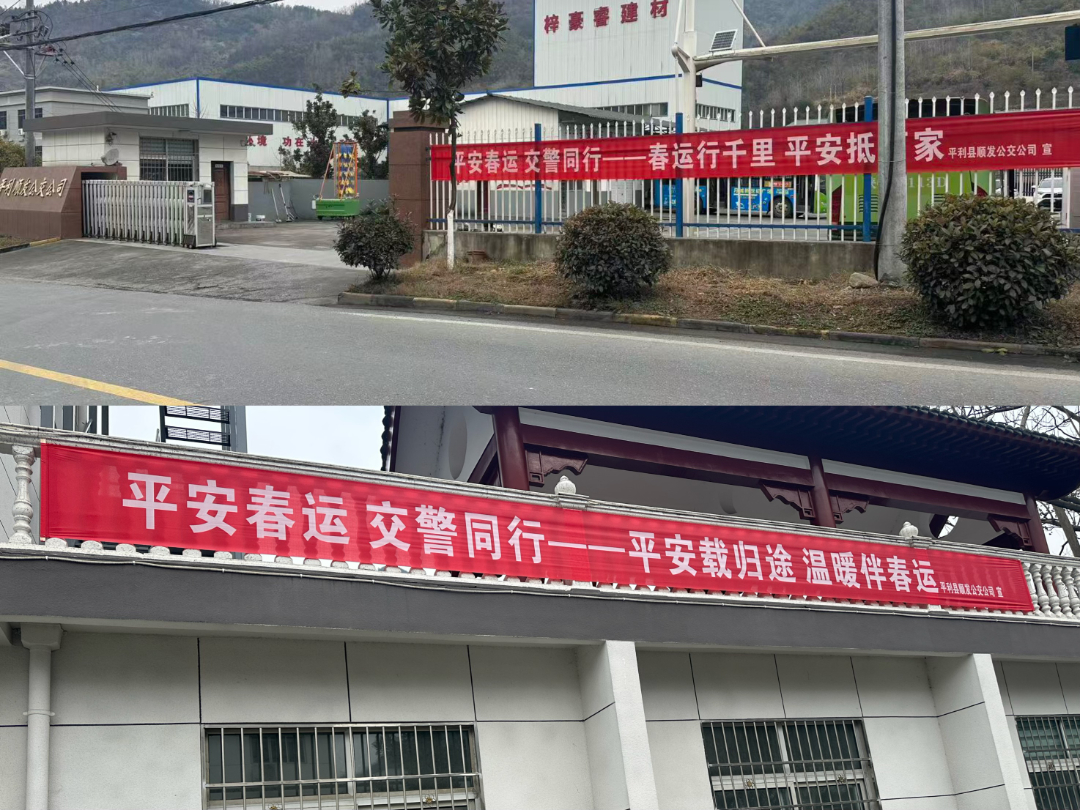 梓豪睿建材
功在
平利顺发公交公司
平安春运 交警同行——春运行千里 平安抵 家 平利县顺发公交公司 宣
平安春运 交警同行——平安载归途 温暖伴春运 平利县顺发公交公司 宣